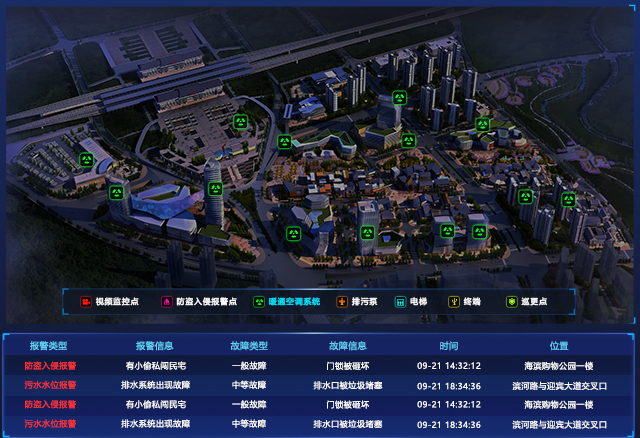 视频监控点 防盗入侵报警点 暖通空调系统 排污泵 电梯 终端 巡更点
报警类型 报警信息 故障类型 故障信息 时间 位置
防盗入侵报警 有小偷私闯民宅 一般故障 门锁被砸坏 09-21 14:32:12 海滨购物公园一楼
污水水位报警 排水系统出现故障 中等故障 排水口被垃圾堵塞 09-21 18:34:36 滨河路与迎宾大道交叉口
防盗入侵报警 有小偷私闯民宅 一般故障 门锁被砸坏 09-21 14:32:12 海滨购物公园一楼
污水水位报警 排水系统出现故障 中等故障 排水口被垃圾堵塞 09-21 18:34:36 滨河路与迎宾大道交叉口